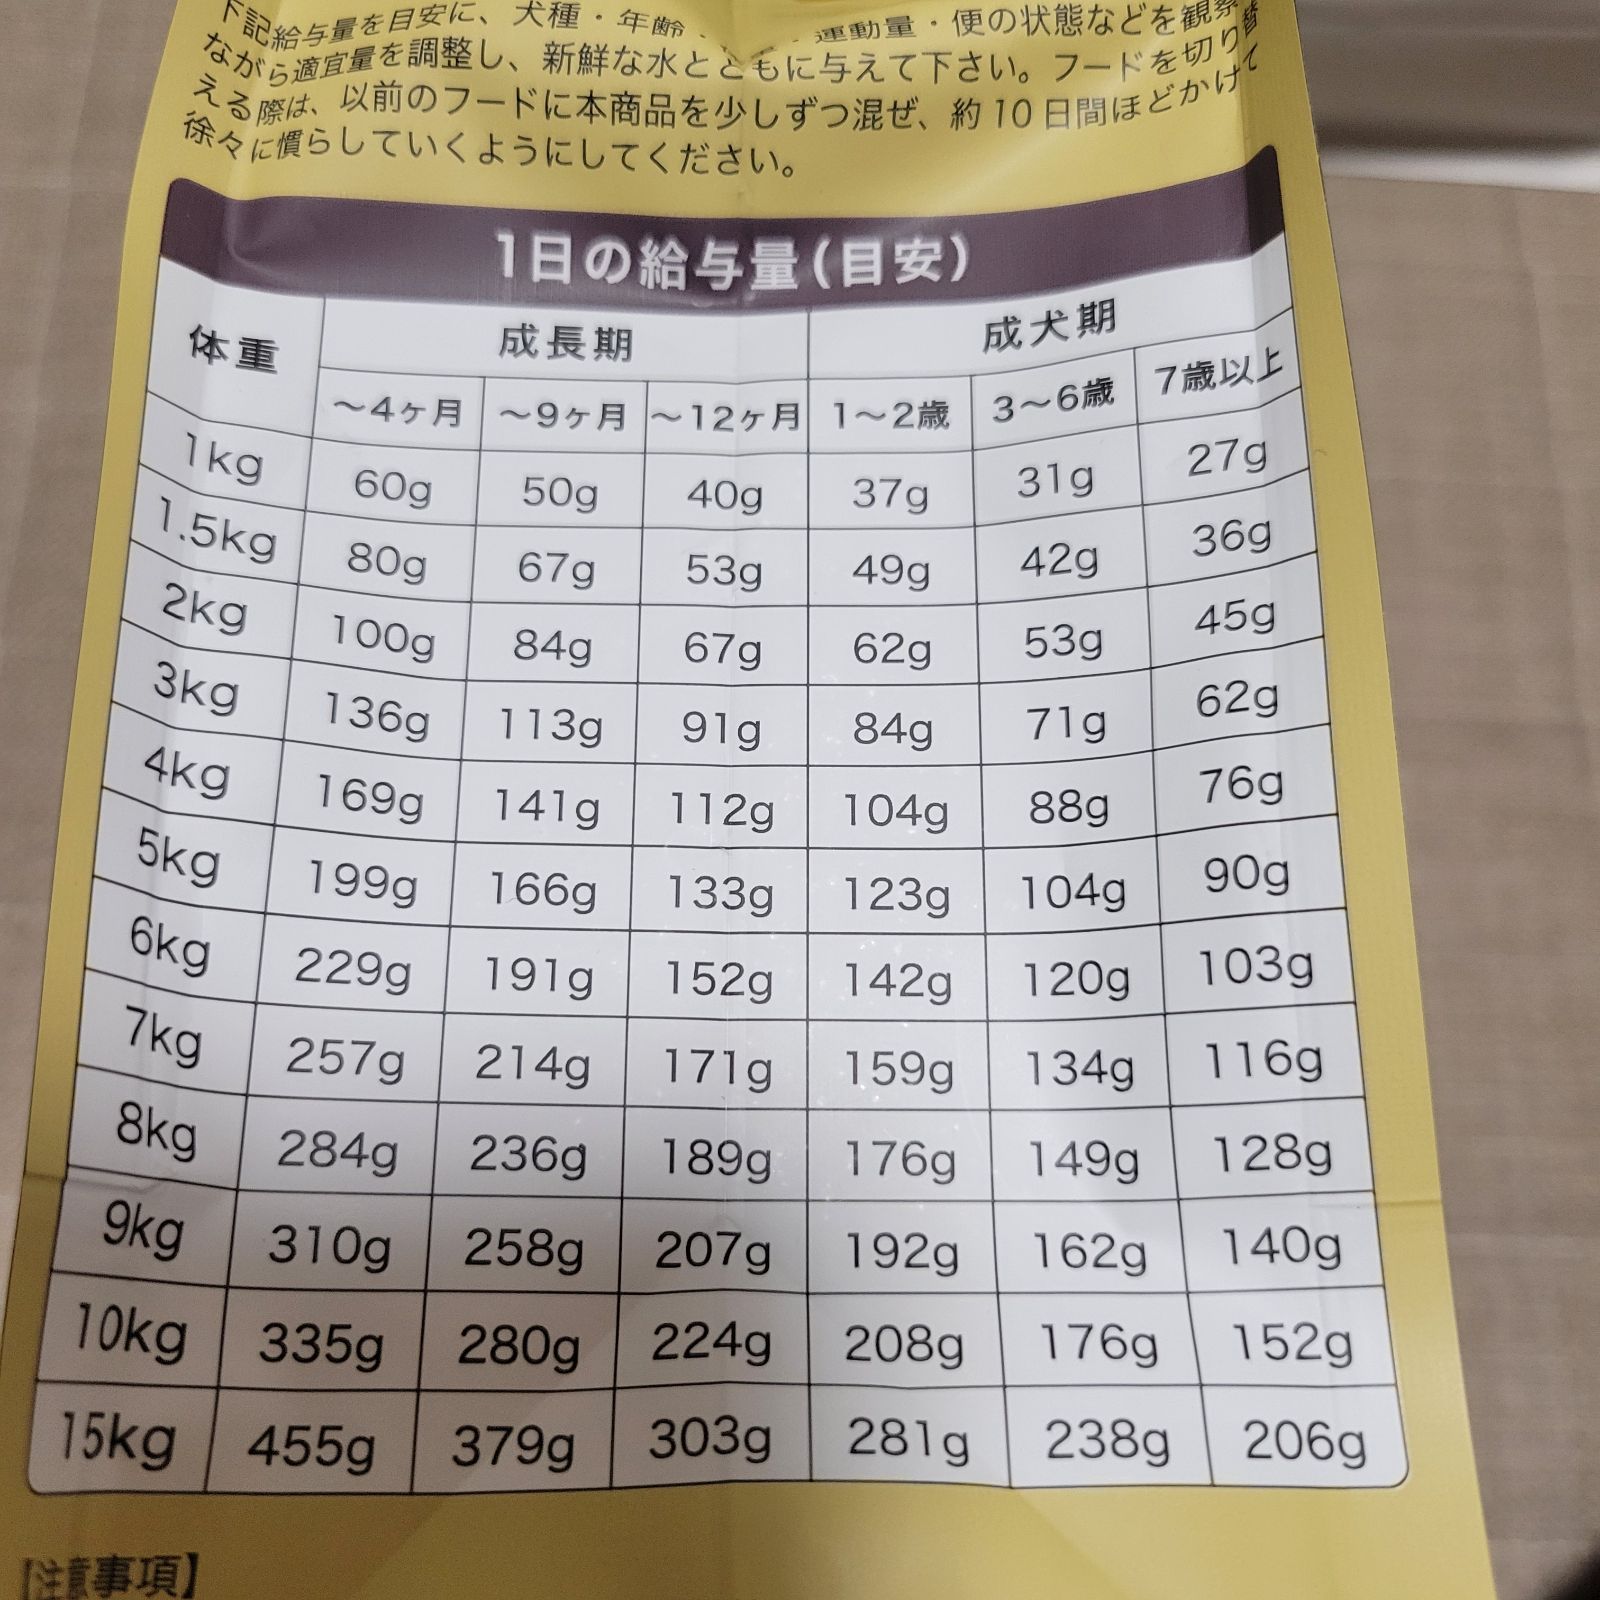 下記給与量を目安に、犬種・年齢・ ・運動量・便の状態などを観察
ながら適宜量を調整し、新鮮な水とともに与えて下さい。フードを切り替
える際は、以前のフードに本商品を少しずつ混ぜ、約10日間ほどかけて
徐々に慣らしていくようにしてください。
1日の給与量(目安)
体重 成長期 成犬期
～4ヶ月 ～9ヶ月 ～12ヶ月 1～2歳 3～6歳 7歳以上
1kg 60g 50g 40g 37g 31g 27g
1.5kg 80g 67g 53g 49g 42g 36g
2kg 100g 84g 67g 62g 53g 45g
3kg 136g 113g 91g 84g 71g 62g
4kg 169g 141g 112g 104g 88g 76g
5kg 199g 166g 133g 123g 104g 90g
6kg 229g 191g 152g 142g 120g 103g
7kg 257g 214g 171g 159g 134g 116g
8kg 284g 236g 189g 176g 149g 128g
9kg 310g 258g 207g 192g 162g 140g
10kg 335g 280g 224g 208g 176g 152g
15kg 455g 379g 303g 281g 238g 206g
【注意事項】